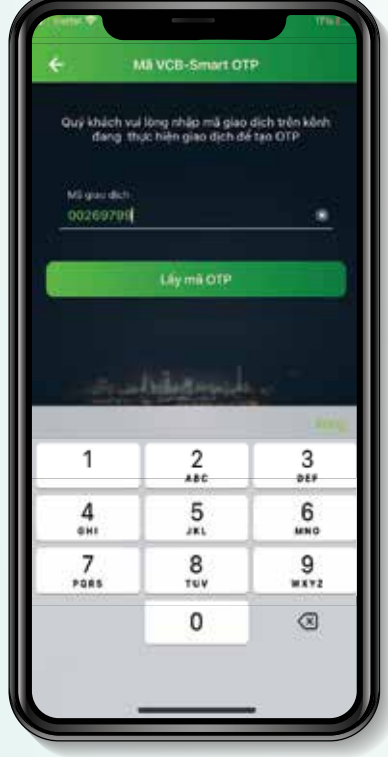 Viettel
Mã VCB-Smart OTP
Quý khách vui lòng nhập mã giao dịch trên kênh
đang thực hiện giao dịch để tạo OTP
Mã giao dịch
00269799
Lấy mã OTP
1
2
ABC
3
DEF
4
GHI
5
JKL
6
MNO
7
PQRS
8
TUV
9
WXYZ
0